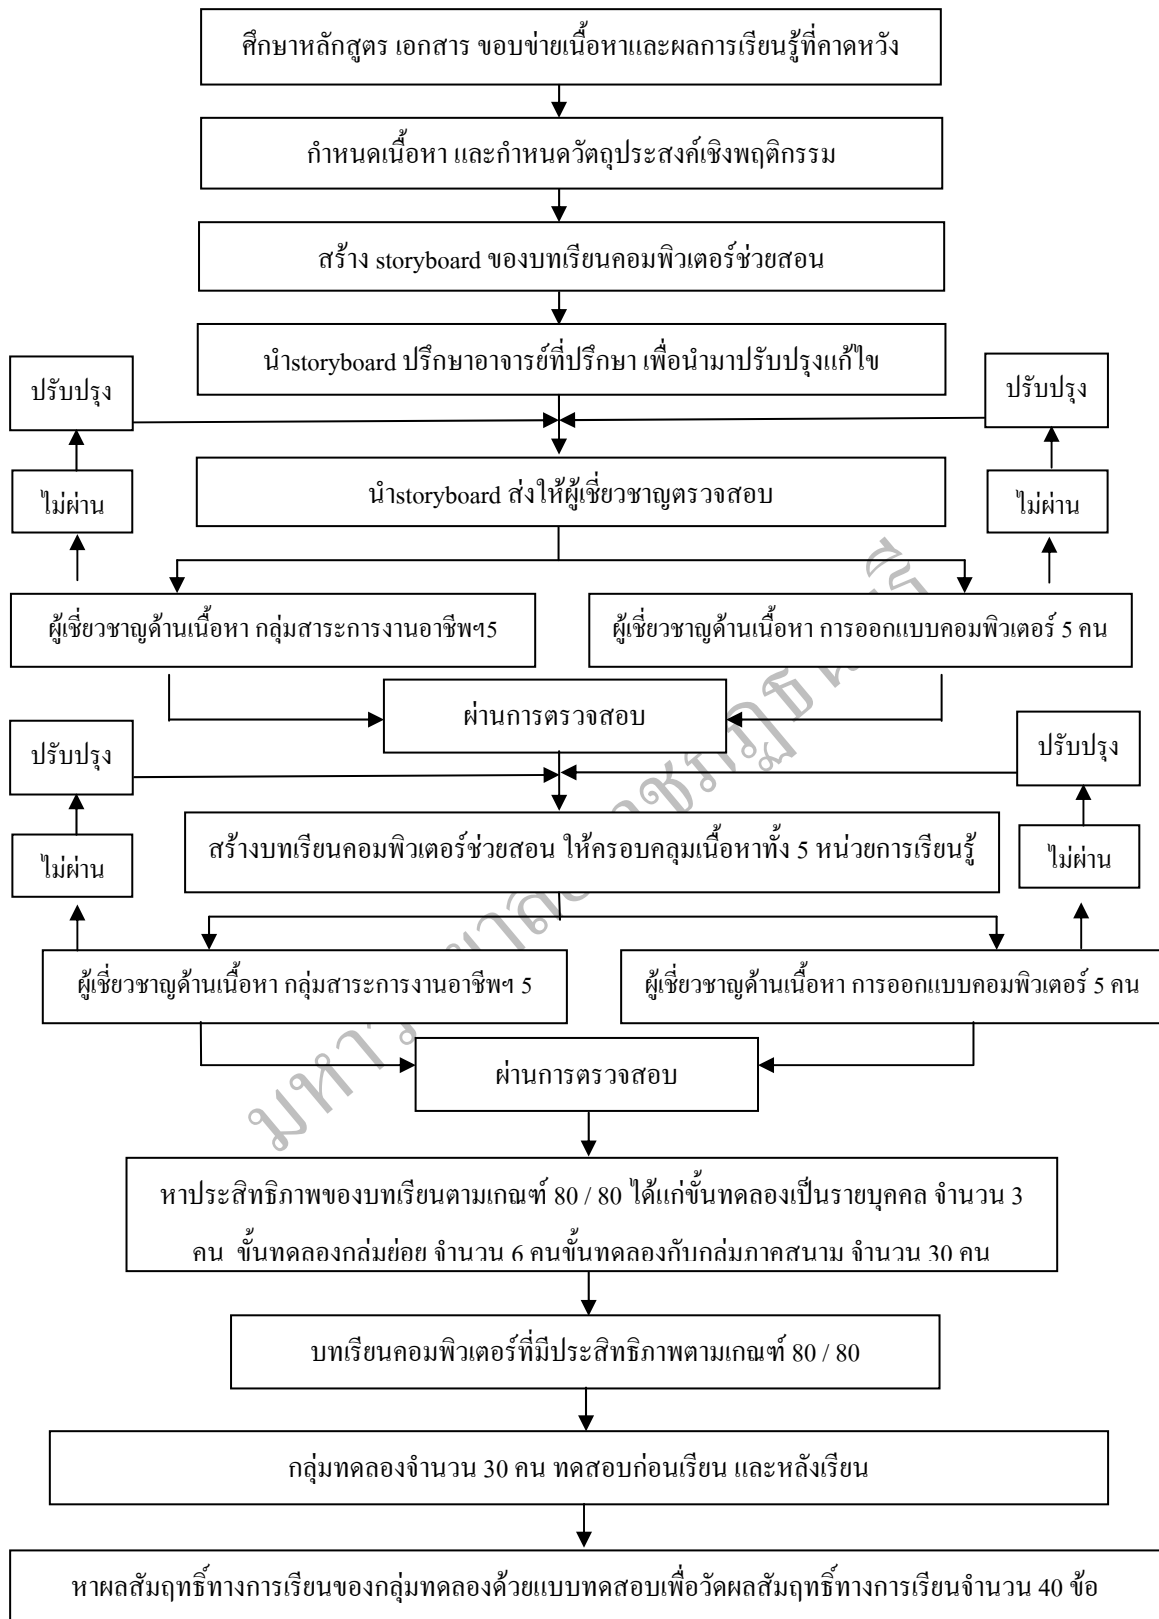 ศึกษาหลักสูตร เอกสาร ขอบข่ายเนื้อหาและผลการเรียนรู้ที่คาดหวัง
กำหนดเนื้อหา และกำหนดวัตถุประสงค์เชิงพฤติกรรม
สร้าง storyboard ของบทเรียนคอมพิวเตอร์ช่วยสอน
นำstoryboard ปรึกษาอาจารย์ที่ปรึกษา เพื่อนำมาปรับปรุงแก้ไข
ปรับปรุง
ปรับปรุง
นำstoryboard ส่งให้ผู้เชี่ยวชาญตรวจสอบ
ไม่ผ่าน
ไม่ผ่าน
ผู้เชี่ยวชาญด้านเนื้อหา กลุ่มสาระการงานอาชีพฯ5
ผู้เชี่ยวชาญด้านเนื้อหา การออกแบบคอมพิวเตอร์ 5 คน
ผ่านการตรวจสอบ
ปรับปรุง
ปรับปรุง
สร้างบทเรียนคอมพิวเตอร์ช่วยสอน ให้ครอบคลุมเนื้อหาทั้ง 5 หน่วยการเรียนรู้
ไม่ผ่าน
ไม่ผ่าน
ผู้เชี่ยวชาญด้านเนื้อหา กลุ่มสาระการงานอาชีพฯ 5
ผู้เชี่ยวชาญด้านเนื้อหา การออกแบบคอมพิวเตอร์ 5 คน
ผ่านการตรวจสอบ
หาประสิทธิภาพของบทเรียนตามเกณฑ์ 80 / 80 ได้แก่ขั้นทดลองเป็นรายบุคคล จำนวน 3
คน ขั้นทดลองกลุ่มย่อย จำนวน 6 คนขั้นทดลองกับกลุ่มภาคสนาม จำนวน 30 คน
บทเรียนคอมพิวเตอร์ที่มีประสิทธิภาพตามเกณฑ์ 80 / 80
กลุ่มทดลองจำนวน 30 คน ทดสอบก่อนเรียน และหลังเรียน
หาผลสัมฤทธิ์ทางการเรียนของกลุ่มทดลองด้วยแบบทดสอบเพื่อวัดผลสัมฤทธิ์ทางการเรียนจำนวน 40 ข้อ